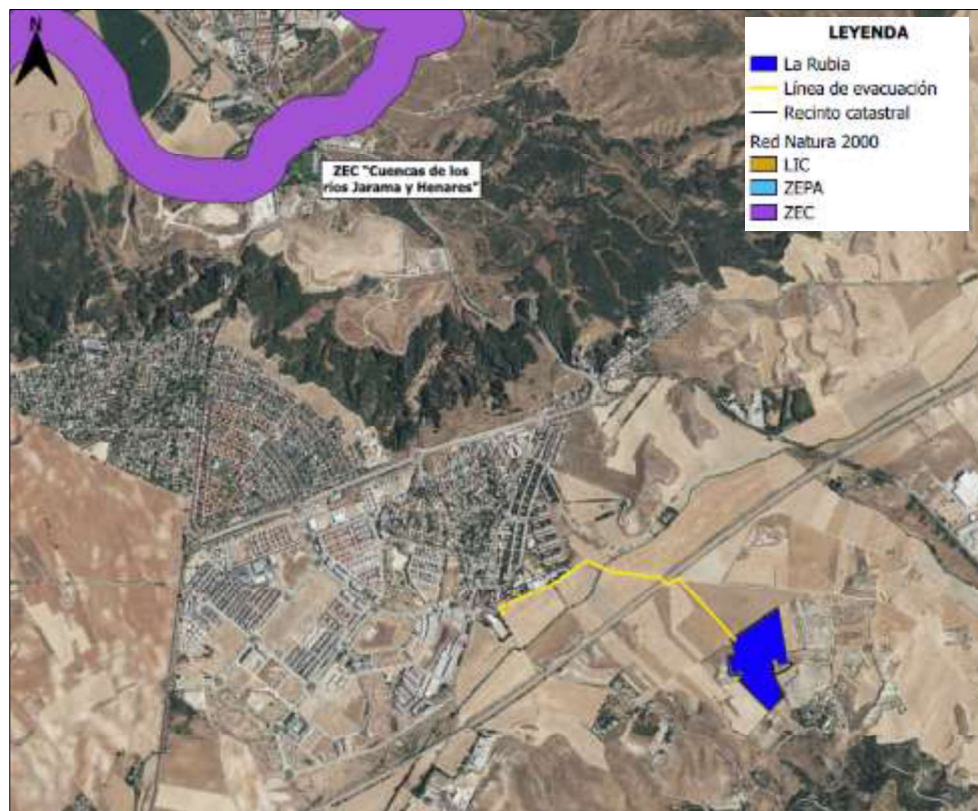 N
LEYENDA
La Rubia
Línea de evacuación
Recinto catastral
Red Natura 2000
LIC
ZEPA
ZEC
ZEC "Cuencas de los
ríos Jarama y Henares"